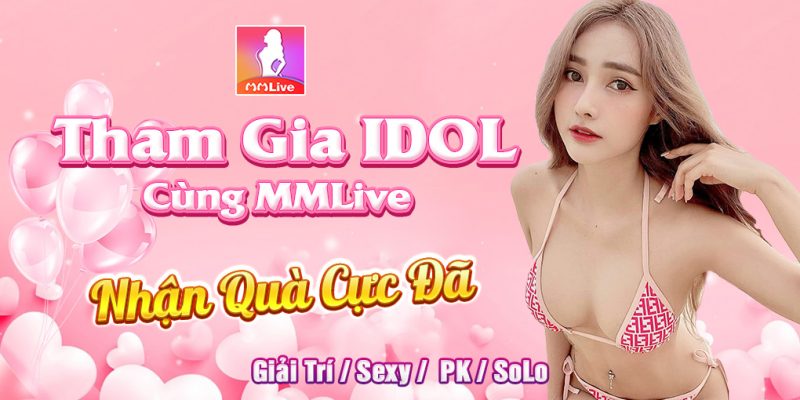 MMLive
Tham Gia IDOL
Cùng MMLive
Nhận Quà Cực Đã
Giải Trí / Sexy / PK / SoLo